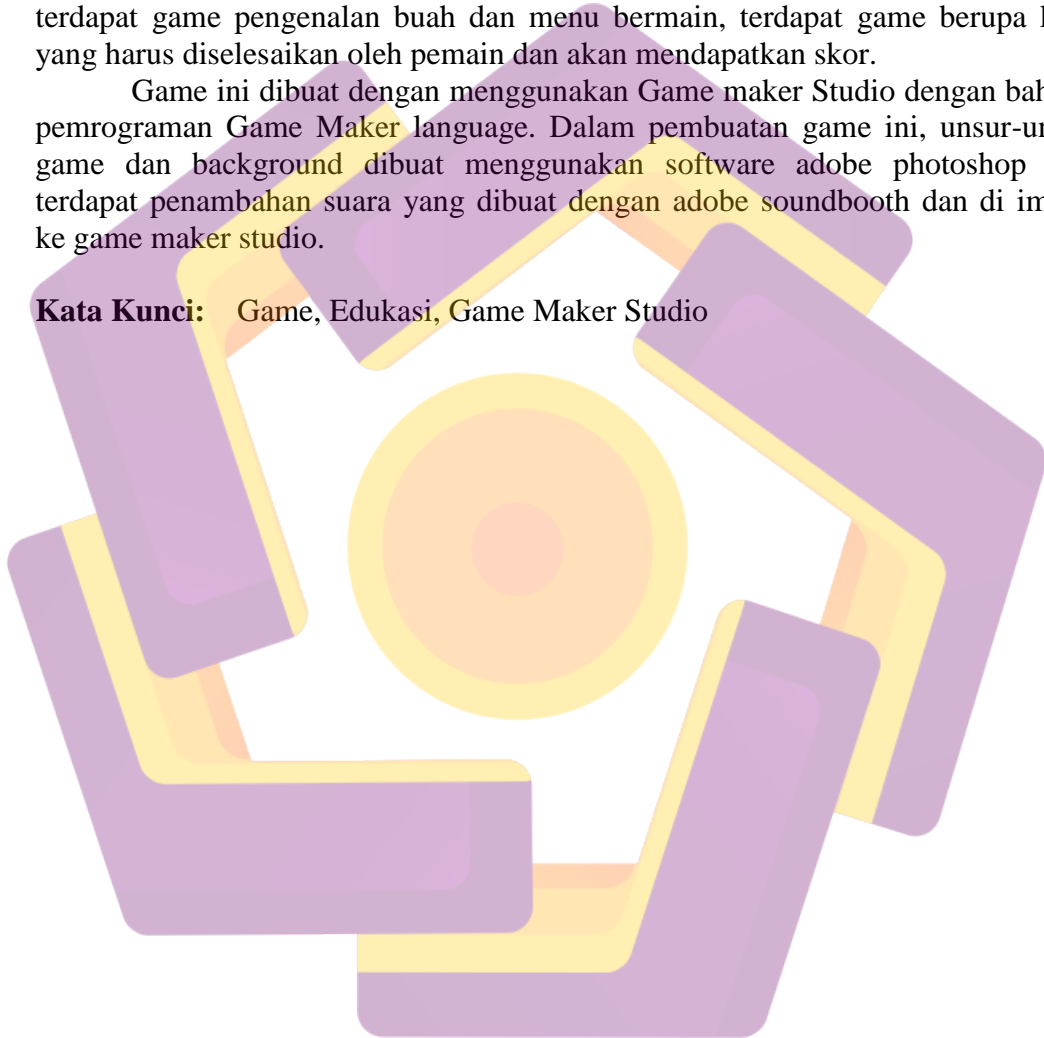 terdapat game pengenalan buah dan menu bermain, terdapat game berupa
yang harus diselesaikan oleh pemain dan akan mendapatkan skor.
Game ini dibuat dengan menggunakan Game maker Studio dengan bah
pemrograman Game Maker language. Dalam pembuatan game ini, unsur-un
game dan background dibuat menggunakan software adobe photoshop
terdapat penambahan suara yang dibuat dengan adobe soundbooth dan di im
ke game maker studio.
Kata Kunci: Game, Edukasi, Game Maker Studio